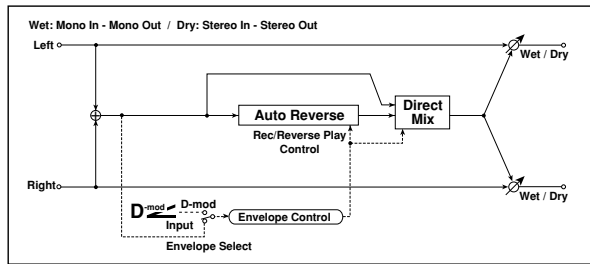 Wet: Mono In - Mono Out / Dry: Stereo In - Stereo Out
Left
Wet / Dry
Auto Reverse
Direct
Mix
Rec/Reverse Play
Control
Right
Wet / Dry
D-mod
D-mod
Envelope Control
Input
Envelope Select